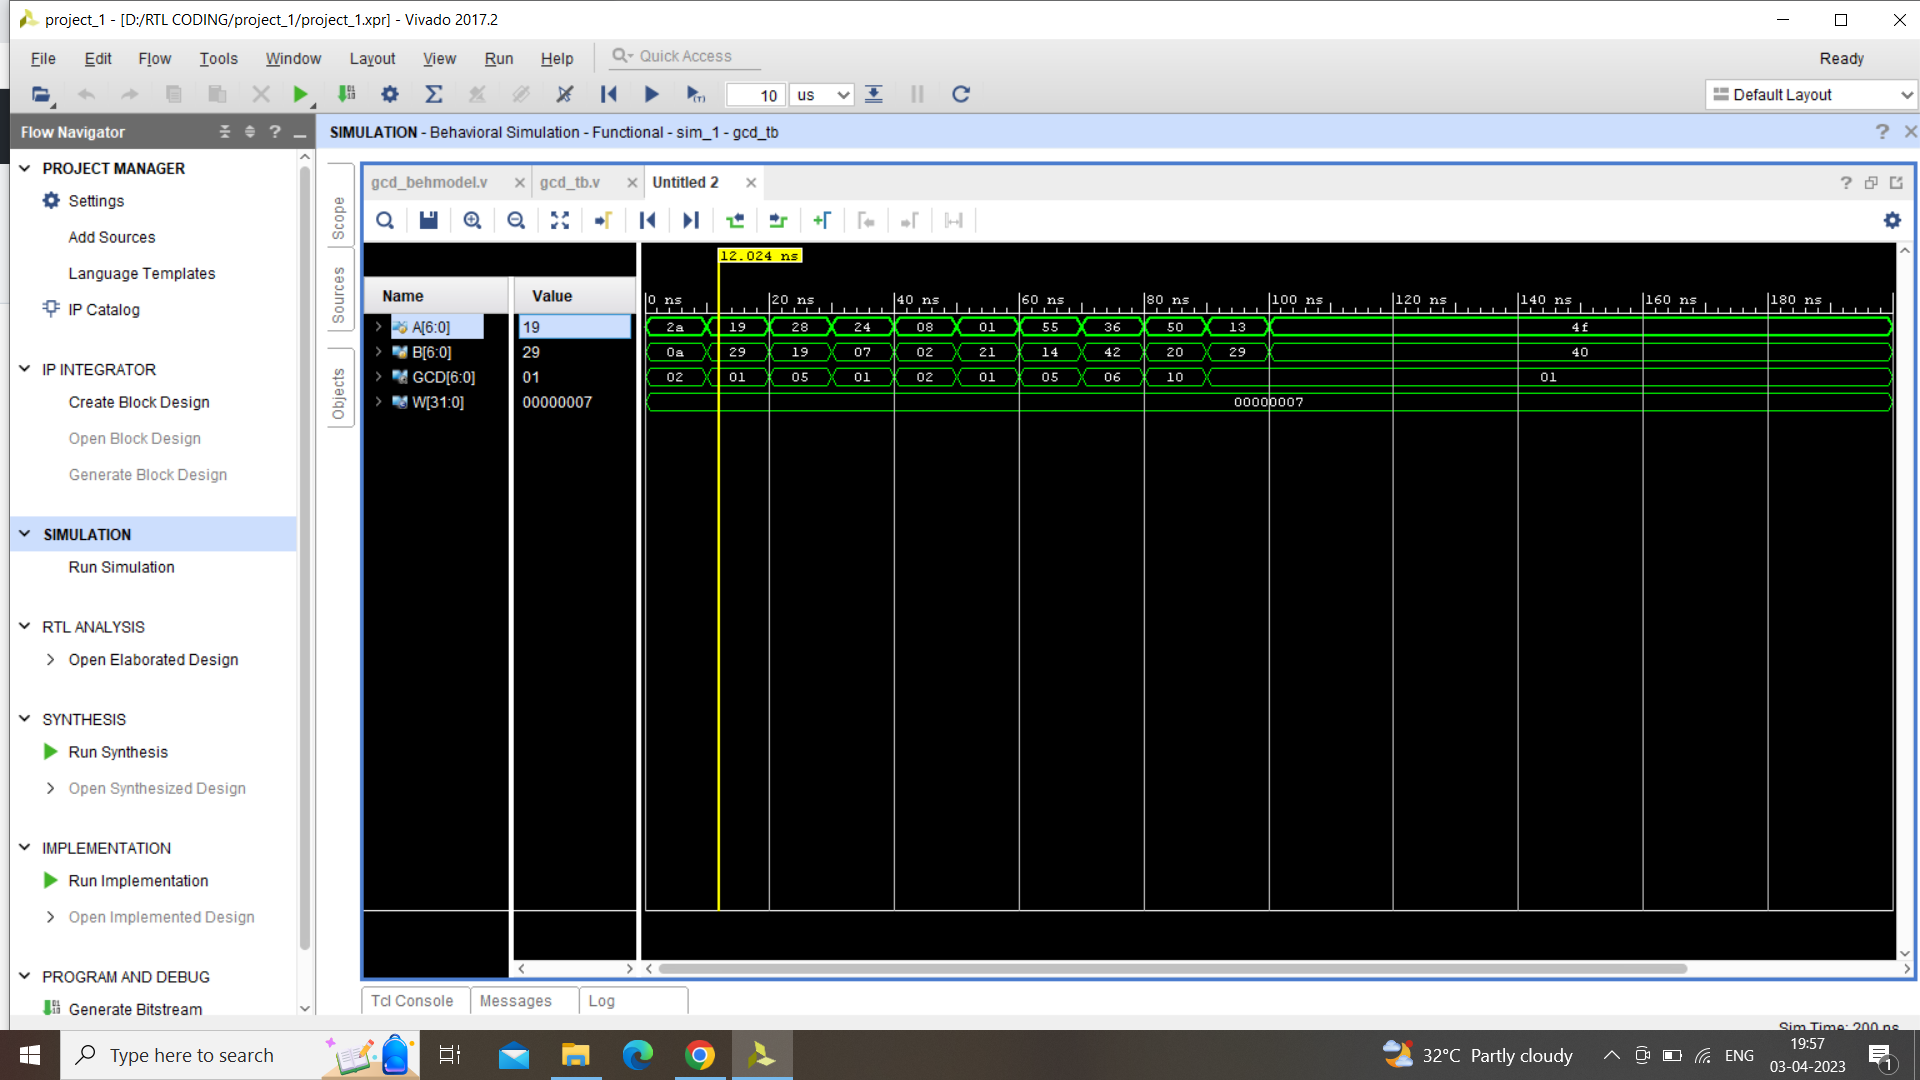 project_1 - [D:/RTL CODING/project_1/project_1.xpr] - Vivado 2017.2
File Edit Flow Tools Window Layout View Run Help Quick Access Ready
10 us Default Layout
Flow Navigator
SIMULATION - Behavioral Simulation - Functional - sim_1 - gcd_tb
PROJECT MANAGER
Settings
Add Sources
Language Templates
IP Catalog
IP INTEGRATOR
Create Block Design
Open Block Design
Generate Block Design
SIMULATION
Run Simulation
RTL ANALYSIS
Open Elaborated Design
SYNTHESIS
Run Synthesis
Open Synthesized Design
IMPLEMENTATION
Run Implementation
Open Implemented Design
PROGRAM AND DEBUG
Generate Bitstream
Scope
Sources
Objects
gcd_behmodel.v gcd_tb.v Untitled 2
12.024 ns
Name Value 0 ns 20 ns 40 ns 60 ns 80 ns 100 ns 120 ns 140 ns 160 ns 180 ns
A[6:0] 19 2a 19 28 24 08 01 55 36 50 13 4f
B[6:0] 29 0a 29 19 07 02 21 14 42 20 29 40
GCD[6:0] 01 02 01 05 01 02 01 05 06 10 01
W[31:0] 00000007 00000007
Tcl Console Messages Log
Sim Time: 200 ns
Type here to search
32°C Partly cloudy ENG
19:57
03-04-2023
1